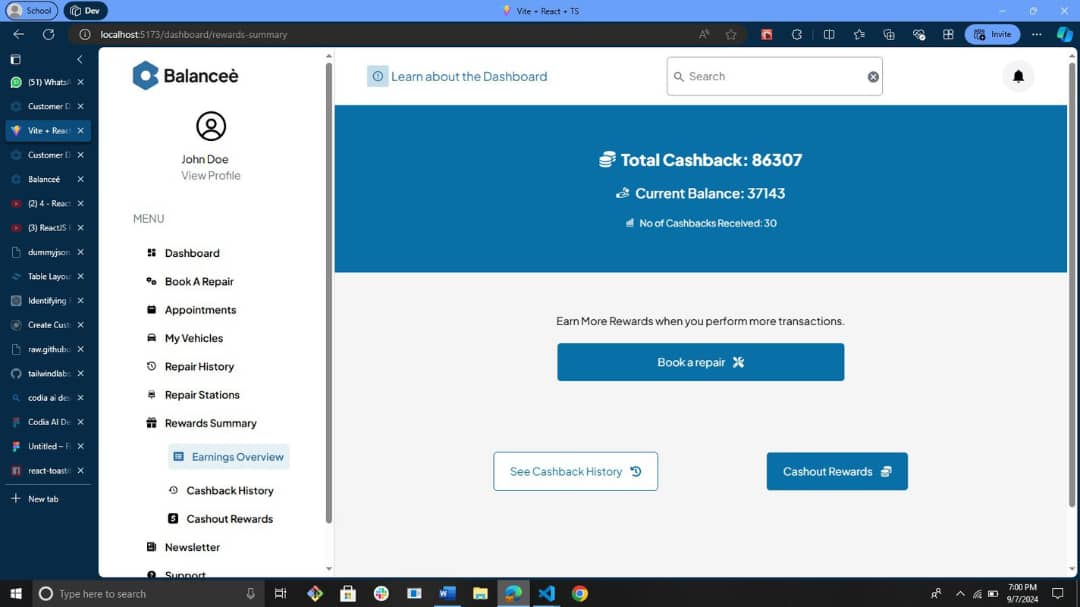 School
Dev
Vite + React + TS
localhost:5173/dashboard/rewards-summary
Invite
(51) Whats
Customer D
Vite + Reac
Customer D
Balanceé
(2) 4 - React
(3) ReactJS
dummyjson
Table Layou
Identifying
Create Cust
raw.githubu
tailwindlabs
codia ai des
Codia AI De
Untitled – F
react-toasti
New tab
Balanceè
John Doe
View Profile
MENU
Dashboard
Book A Repair
Appointments
My Vehicles
Repair History
Repair Stations
Rewards Summary
Earnings Overview
Cashback History
Cashout Rewards
Newsletter
Support
Learn about the Dashboard
Search
Total Cashback: 86307
Current Balance: 37143
No of Cashbacks Received: 30
Earn More Rewards when you perform more transactions.
Book a repair
See Cashback History
Cashout Rewards
Type here to search
7:00 PM
9/7/2024